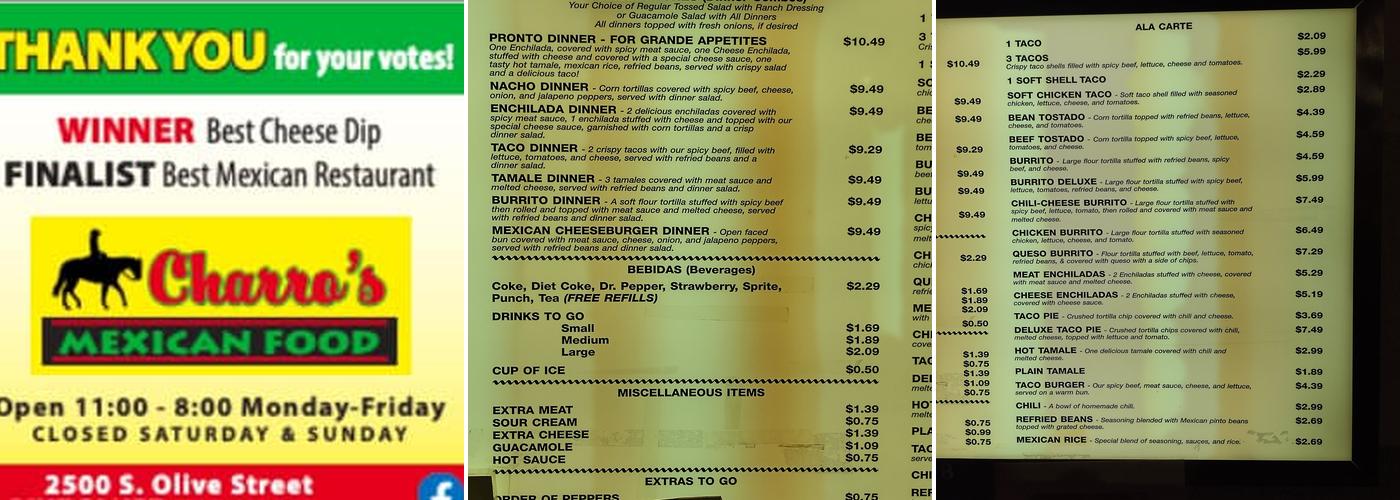 THANK YOU for your votes!
WINNER Best Cheese Dip
FINALIST Best Mexican Restaurant
Charro's
MEXICAN FOOD
Open 11:00 - 8:00 Monday-Friday
CLOSED SATURDAY & SUNDAY
2500 S. Olive Street
Your Choice of Regular Tossed Salad with Ranch Dressing
or Guacamole Salad with All Dinners
All dinners topped with fresh onions, if desired
PRONTO DINNER - FOR GRANDE APPETITES $10.49
One Enchilada, covered with spicy meat sauce, one Cheese Enchilada,
stuffed with cheese and covered with a special cheese sauce, one
tasty hot tamale, mexican rice, refried beans, served with crispy salad
and a delicious taco!
NACHO DINNER - Corn tortillas covered with spicy beef, cheese, $9.49
onion, and jalapeno peppers, served with dinner salad.
ENCHILADA DINNER - 2 delicious enchiladas covered with $9.49
spicy meat sauce, 1 enchilada stuffed with cheese and topped with our
special cheese sauce, garnished with corn tortillas and a crisp
dinner salad.
TACO DINNER - 2 crispy tacos with our spicy beef, filled with $9.29
lettuce, tomatoes, and cheese, served with refried beans and a
dinner salad.
TAMALE DINNER - 3 tamales covered with meat sauce and $9.49
melted cheese, served with refried beans and dinner salad.
BURRITO DINNER - A soft flour tortilla stuffed with spicy beef $9.49
then rolled and topped with meat sauce and melted cheese, served
with refried beans and dinner salad.
MEXICAN CHEESEBURGER DINNER - Open faced $9.49
bun covered with meat sauce, cheese, onion, and jalapeno peppers,
served with refried beans and dinner salad.
BEBIDAS (Beverages)
Coke, Diet Coke, Dr. Pepper, Strawberry, Sprite, $2.29
Punch, Tea (FREE REFILLS)
DRINKS TO GO
Small $1.69
Medium $1.89
Large $2.09
CUP OF ICE $0.50
MISCELLANEOUS ITEMS
EXTRA MEAT $1.39
SOUR CREAM $0.75
EXTRA CHEESE $1.39
GUACAMOLE $1.09
HOT SAUCE $0.75
EXTRAS TO GO
ORDER OF PEPPERS $0.75
$10.49
$9.49
$9.49
$9.29
$9.49
$9.49
$9.49
$2.29
$1.69
$1.89
$2.09
$0.50
$1.39
$0.75
$1.39
$1.09
$0.75
$0.75
$0.99
$0.75
ALA CARTE
1 TACO $2.09
3 TACOS $5.99
Crispy taco shells filled with spicy beef, lettuce, cheese and tomatoes.
1 SOFT SHELL TACO $2.29
SOFT CHICKEN TACO - Soft taco shell filled with seasoned $2.89
chicken, lettuce, cheese, and tomatoes.
BEAN TOSTADO - Corn tortilla topped with refried beans, lettuce, $4.39
cheese, and tomatoes.
BEEF TOSTADO - Corn tortilla topped with spicy beef, lettuce, $4.59
tomatoes, and cheese.
BURRITO - Large flour tortilla stuffed with refried beans, spicy $4.59
beef, and cheese.
BURRITO DELUXE - Large flour tortilla stuffed with cheese, $5.99
lettuce, tomatoes, refried beans, and cheese.
CHILI-CHEESE BURRITO - Large flour tortilla stuffed with $7.49
spicy beef, lettuce, tomato, then rolled and covered with meat sauce and
melted cheese.
CHICKEN BURRITO - Large flour tortilla stuffed with seasoned $6.49
chicken, lettuce, cheese, and tomato.
QUESO BURRITO - Flour tortilla stuffed with beef, lettuce, tomato, $7.29
refried beans, & covered with queso with a side of chips.
MEAT ENCHILADAS - 2 Enchiladas stuffed with cheese, covered $5.29
with meat sauce and melted cheese.
CHEESE ENCHILADAS - 2 Enchiladas stuffed with cheese, $5.19
covered with cheese sauce.
TACO PIE - Crushed tortilla chip covered with chili and cheese. $3.69
DELUXE TACO PIE - Crushed tortilla chips covered with chili, $7.49
melted cheese, topped with lettuce and tomato.
HOT TAMALE - One delicious tamale covered with chili and $2.99
melted cheese.
PLAIN TAMALE $1.89
TACO BURGER - Our spicy beef, meat sauce, cheese, and lettuce, $4.39
served on a warm bun.
CHILI - A bowl of homemade chili. $2.99
REFRIED BEANS - Seasoning blended with Mexican pinto beans $2.69
topped with grated cheese.
MEXICAN RICE - Special blend of seasoning, sauces, and rice. $2.69